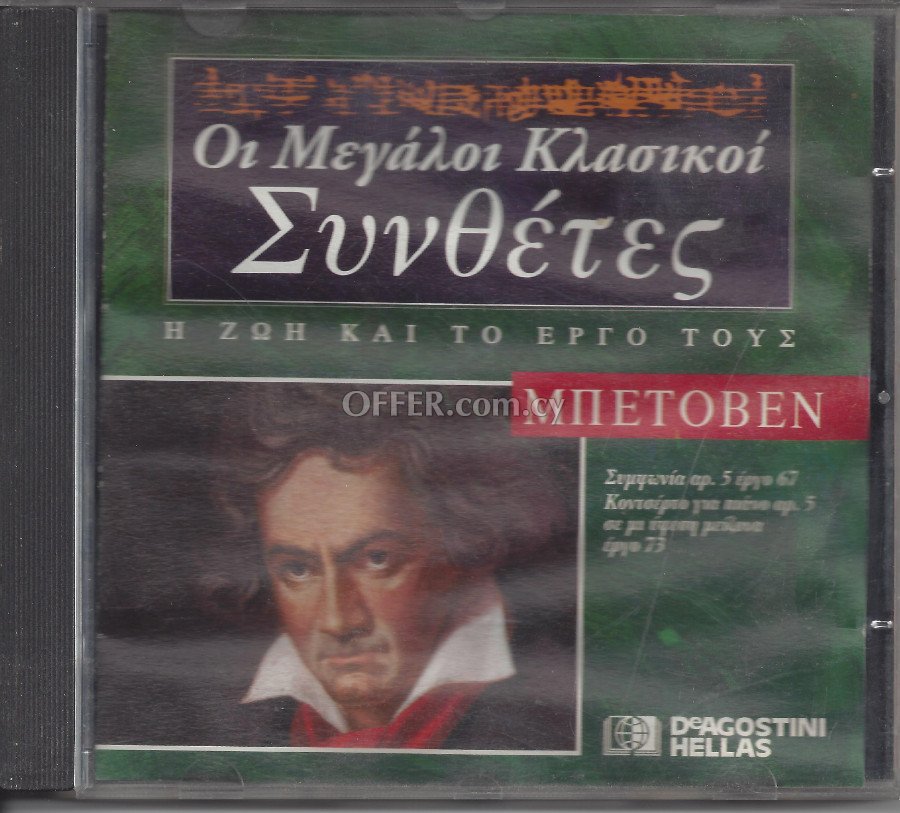 Οι Μεγάλοι Κλασικοί
Συνθέτες
Η ΖΩΗ ΚΑΙ ΤΟ ΕΡΓΟ ΤΟΥΣ
OFFER.com.cy
ΜΠΕΤΟΒΕΝ
Συμφωνία αρ. 5 έργο 67
Κοντσέρτο για πιάνο αρ. 5
σε μι ύφεση μείζονα
έργο 73
DeAGOSTINI
HELLAS